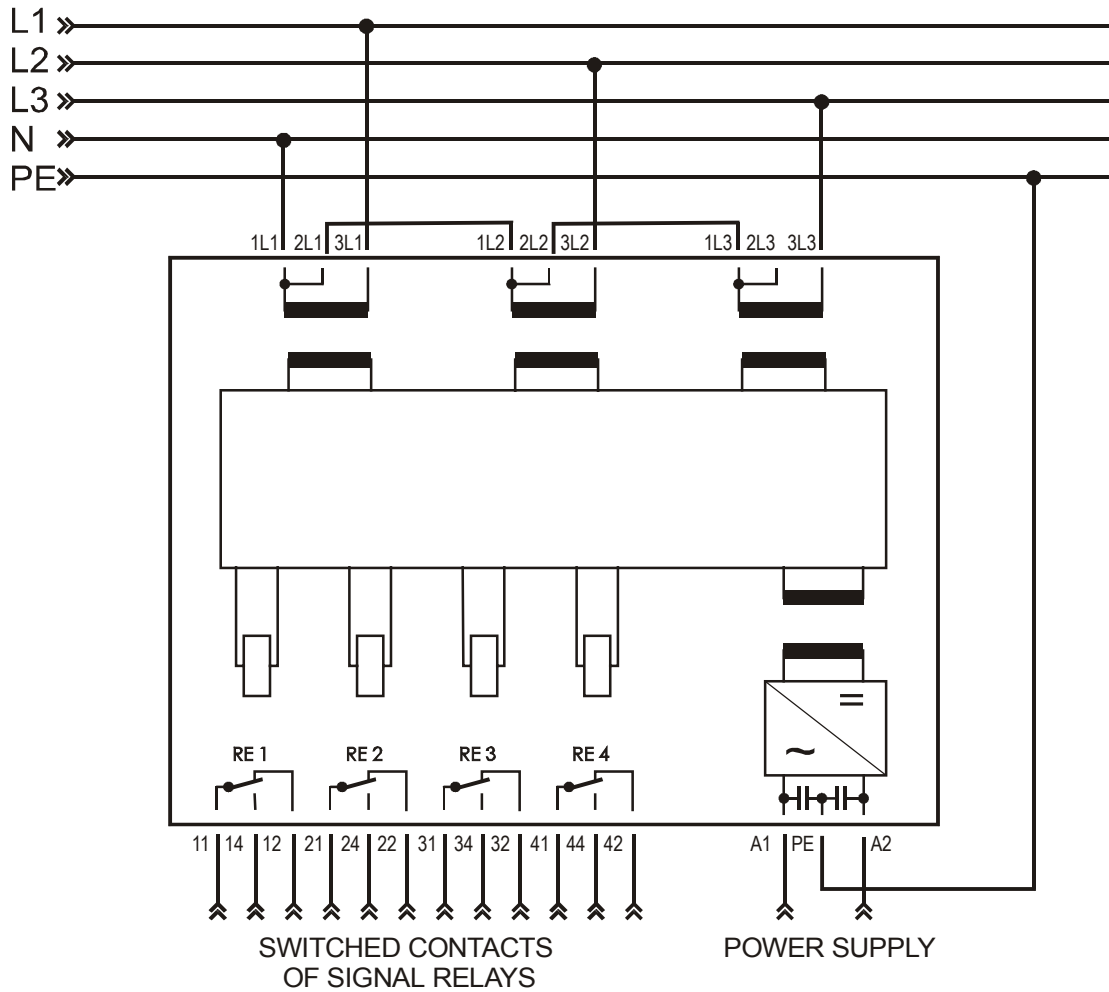 L1
L2
L3
N
PE
1L1 2L1 3L1 1L2 2L2 3L2 1L3 2L3 3L3
=
~
RE 1 RE 2 RE 3 RE 4
11 14 12 21 24 22 31 34 32 41 44 42 A1 PE A2
SWITCHED CONTACTS
OF SIGNAL RELAYS
POWER SUPPLY